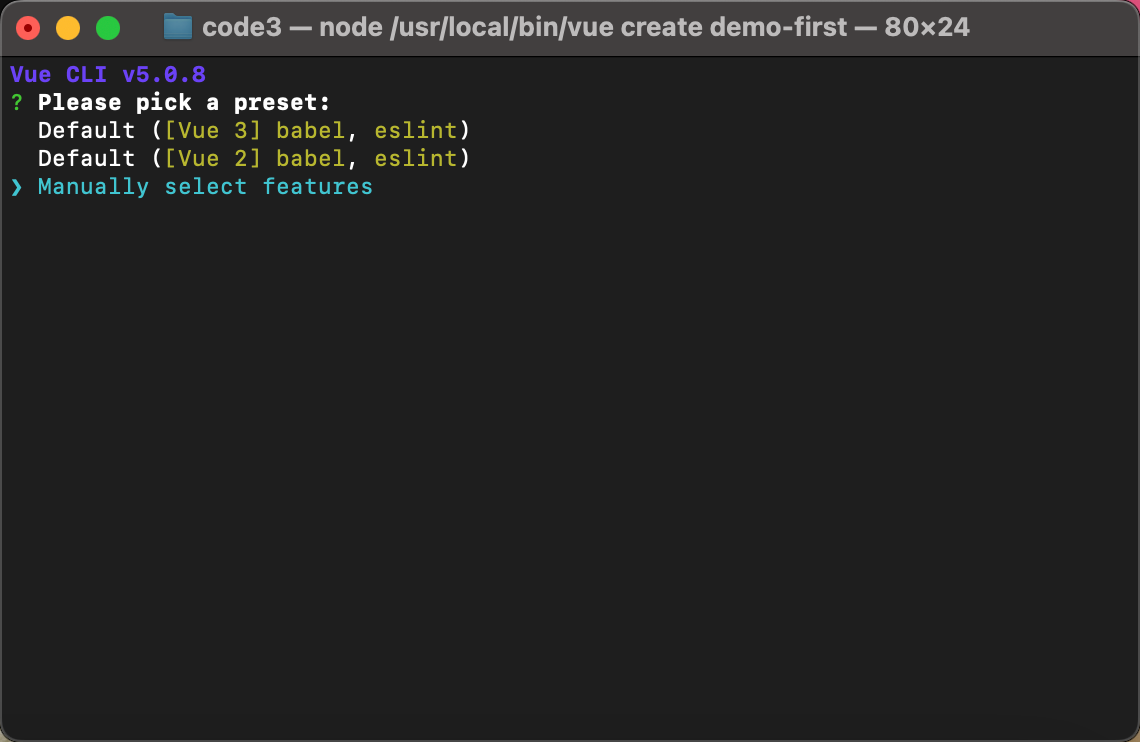 code3 — node /usr/local/bin/vue create demo-first — 80×24
Vue CLI v5.0.8
? Please pick a preset:
Default ([Vue 3] babel, eslint)
Default ([Vue 2] babel, eslint)
❯ Manually select features